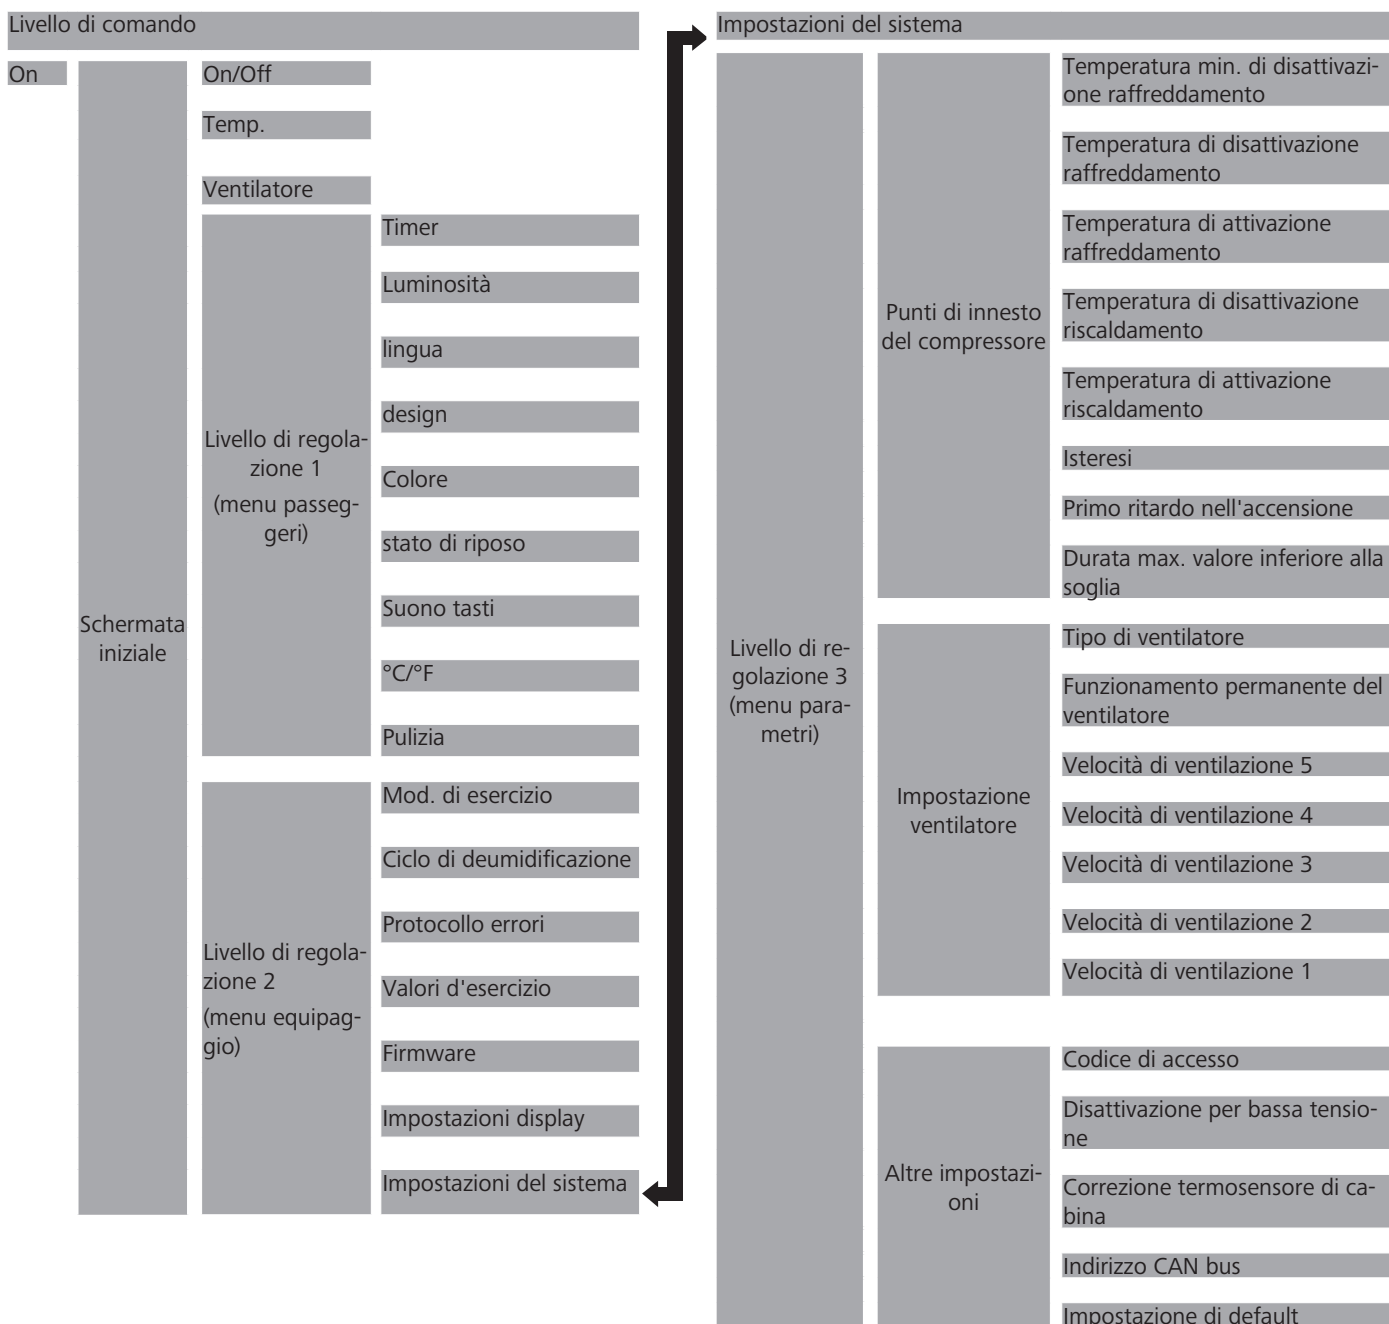 Livello di comando
On
Schermata
iniziale
On/Off
Temp.
Ventilatore
Livello di regola-
zione 1
(menu passeg-
geri)
Timer
Luminosità
lingua
design
Colore
stato di riposo
Suono tasti
°C/°F
Pulizia
Livello di regola-
zione 2
(menu equipag-
gio)
Mod. di esercizio
Ciclo di deumidificazione
Protocollo errori
Valori d'esercizio
Firmware
Impostazioni display
Impostazioni del sistema
Impostazioni del sistema
Livello di re-
golazione 3
(menu para-
metri)
Punti di innesto
del compressore
Temperatura min. di disattivazi-
one raffreddamento
Temperatura di disattivazione
raffreddamento
Temperatura di attivazione
raffreddamento
Temperatura di disattivazione
riscaldamento
Temperatura di attivazione
riscaldamento
Isteresi
Primo ritardo nell'accensione
Durata max. valore inferiore alla
soglia
Impostazione
ventilatore
Tipo di ventilatore
Funzionamento permanente del
ventilatore
Velocità di ventilazione 5
Velocità di ventilazione 4
Velocità di ventilazione 3
Velocità di ventilazione 2
Velocità di ventilazione 1
Altre impostazi-
oni
Codice di accesso
Disattivazione per bassa tensio-
ne
Correzione termosensore di ca-
bina
Indirizzo CAN bus
Impostazione di default